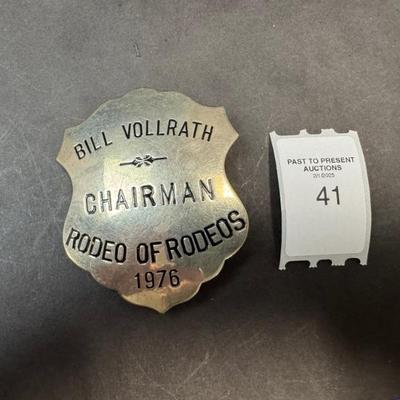 BILL VOLLRATH
CHAIRMAN
RODEO OF RODEOS
1976
PAST TO PRESENT
AUCTIONS
41